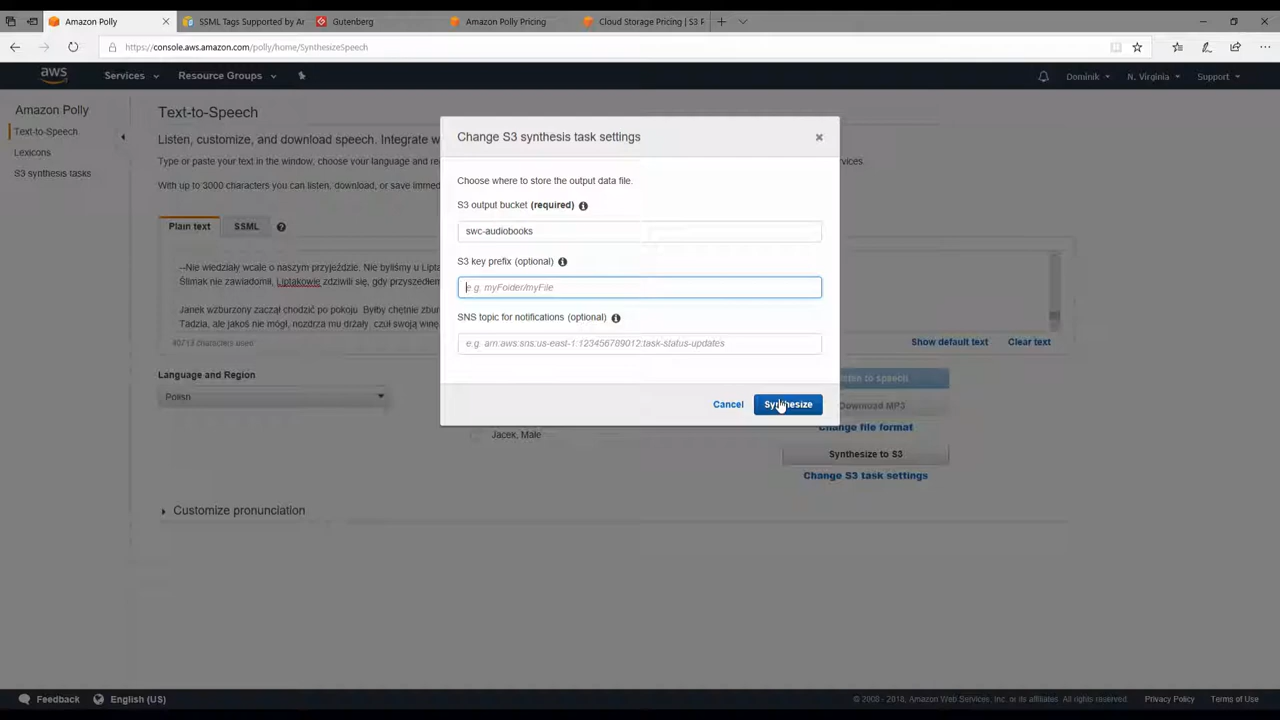 Amazon Polly
SSML Tags Supported by Am
Gutenberg
Amazon Polly Pricing
Cloud Storage Pricing | S3 P
https://console.aws.amazon.com/polly/home/SynthesizeSpeech
aws
Services
Resource Groups
Dominik
N. Virginia
Support
Amazon Polly
Text-to-Speech
Lexicons
S3 synthesis tasks
Text-to-Speech
Listen, customize, and download speech. Integrate w
Type or paste your text in the window, choose your language and re
vices.
With up to 3000 characters you can listen, download, or save immed
Plain text
SSML
--Nie wiedziały wcale o naszym przyjeździe. Nie byliśmy u Lipta
Ślimak nie zawiadomił, Liptakowie zdziwili się, gdy przyszedłem
Janek wzburzony zaczął chodzić po pokoju
Byłby chętnie zbur
Tadzia, ale jakoś nie mógł, nozdrza mu drżały
czuł swoją winę
40713 characters used
Show default text
Clear text
Language and Region
Polish
Jacek, Male
Listen to speech
Download MP3
Change file format
Synthesize to S3
Change S3 task settings
Customize pronunciation
Change S3 synthesis task settings
×
Choose where to store the output data file.
S3 output bucket (required)
swc-audiobooks
S3 key prefix (optional)
e.g. myFolder/myFile
SNS topic for notifications (optional)
e.g. arn:aws:sns:us-east-1:123456789012:task-status-updates
Cancel
Synthesize
Feedback
English (US)
© 2008 - 2018, Amazon Web Services, Inc. or its affiliates. All rights reserved.
Privacy Policy
Terms of Use